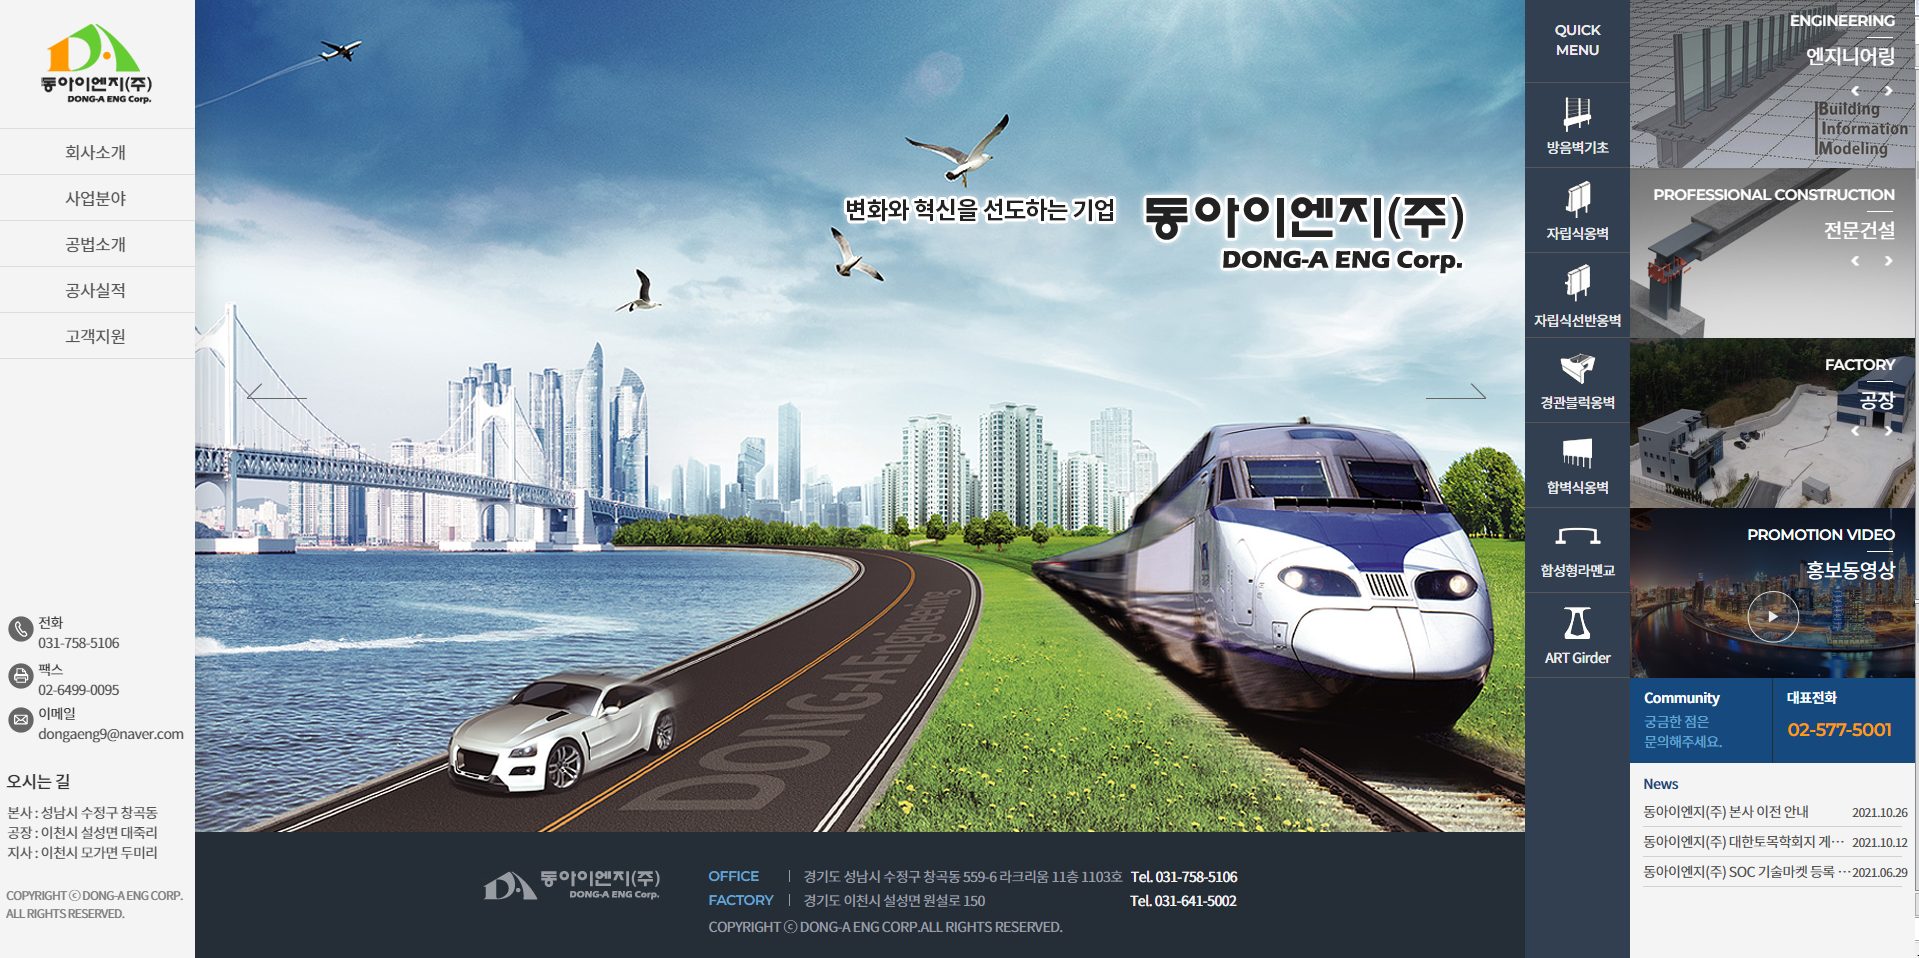 동아이엔지(주)
DONG-A ENG Corp.
회사소개
사업분야
공법소개
공사실적
고객지원
전화
031-758-5106
팩스
02-6499-0095
이메일
dongaeng9@naver.com
오시는 길
본사 : 성남시 수정구 창곡동
공장 : 이천시 설성면 대죽리
지사 : 이천시 모가면 두미리
COPYRIGHT ⓒ DONG-A ENG CORP.
ALL RIGHTS RESERVED.
변화와 혁신을 선도하는 기업 동아이엔지(주)
DONG-A ENG Corp.
DONG-A Engineering
동아이엔지(주)
DONG-A ENG Corp.
OFFICE | 경기도 성남시 수정구 창곡동 559-6 라크리움 11층 1103호 Tel. 031-758-5106
FACTORY | 경기도 이천시 설성면 원설로 150 Tel. 031-641-5002
COPYRIGHT ⓒ DONG-A ENG CORP.ALL RIGHTS RESERVED.
QUICK
MENU
방음벽기초
자립식옹벽
자립식선반옹벽
경관블럭옹벽
합벽식옹벽
합성형라멘교
ART Girder
ENGINEERING
엔지니어링
Building
Information
Modeling
PROFESSIONAL CONSTRUCTION
전문건설
FACTORY
공장
PROMOTION VIDEO
홍보동영상
Community
궁금한 점은
문의해주세요.
대표전화
02-577-5001
News
동아이엔지(주) 본사 이전 안내 2021.10.26
동아이엔지(주) 대한토목학회지 게… 2021.10.12
동아이엔지(주) SOC 기술마켓 등록 … 2021.06.29